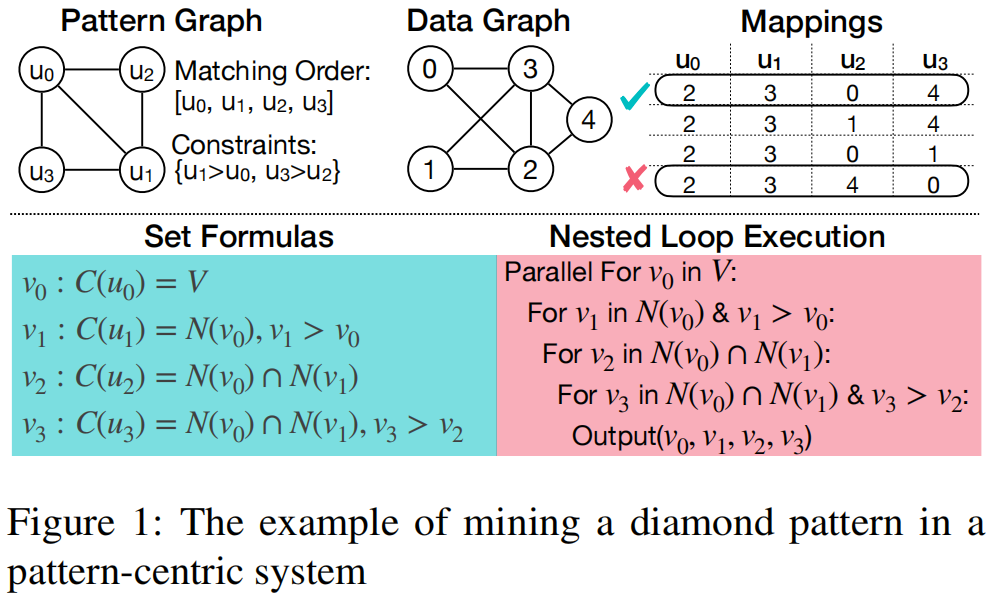 Pattern Graph
u₀
u₂
u₃
u₁
Matching Order:
[u₀, u₁, u₂, u₃]
Constraints:
{u₁>u₀, u₃>u₂}
Data Graph
0
3
4
1
2
Mappings
u₀ u₁ u₂ u₃
✓ 2 3 0 4
2 3 1 4
2 3 0 1
✗ 2 3 4 0
Set Formulas
v₀ : C(u₀) = V
v₁ : C(u₁) = N(v₀), v₁ > v₀
v₂ : C(u₂) = N(v₀) ∩ N(v₁)
v₃ : C(u₃) = N(v₀) ∩ N(v₁), v₃ > v₂
Nested Loop Execution
Parallel For v₀ in V:
For v₁ in N(v₀) & v₁ > v₀:
For v₂ in N(v₀) ∩ N(v₁):
For v₃ in N(v₀) ∩ N(v₁) & v₃ > v₂:
Output(v₀, v₁, v₂, v₃)
Figure 1: The example of mining a diamond pattern in a
pattern-centric system